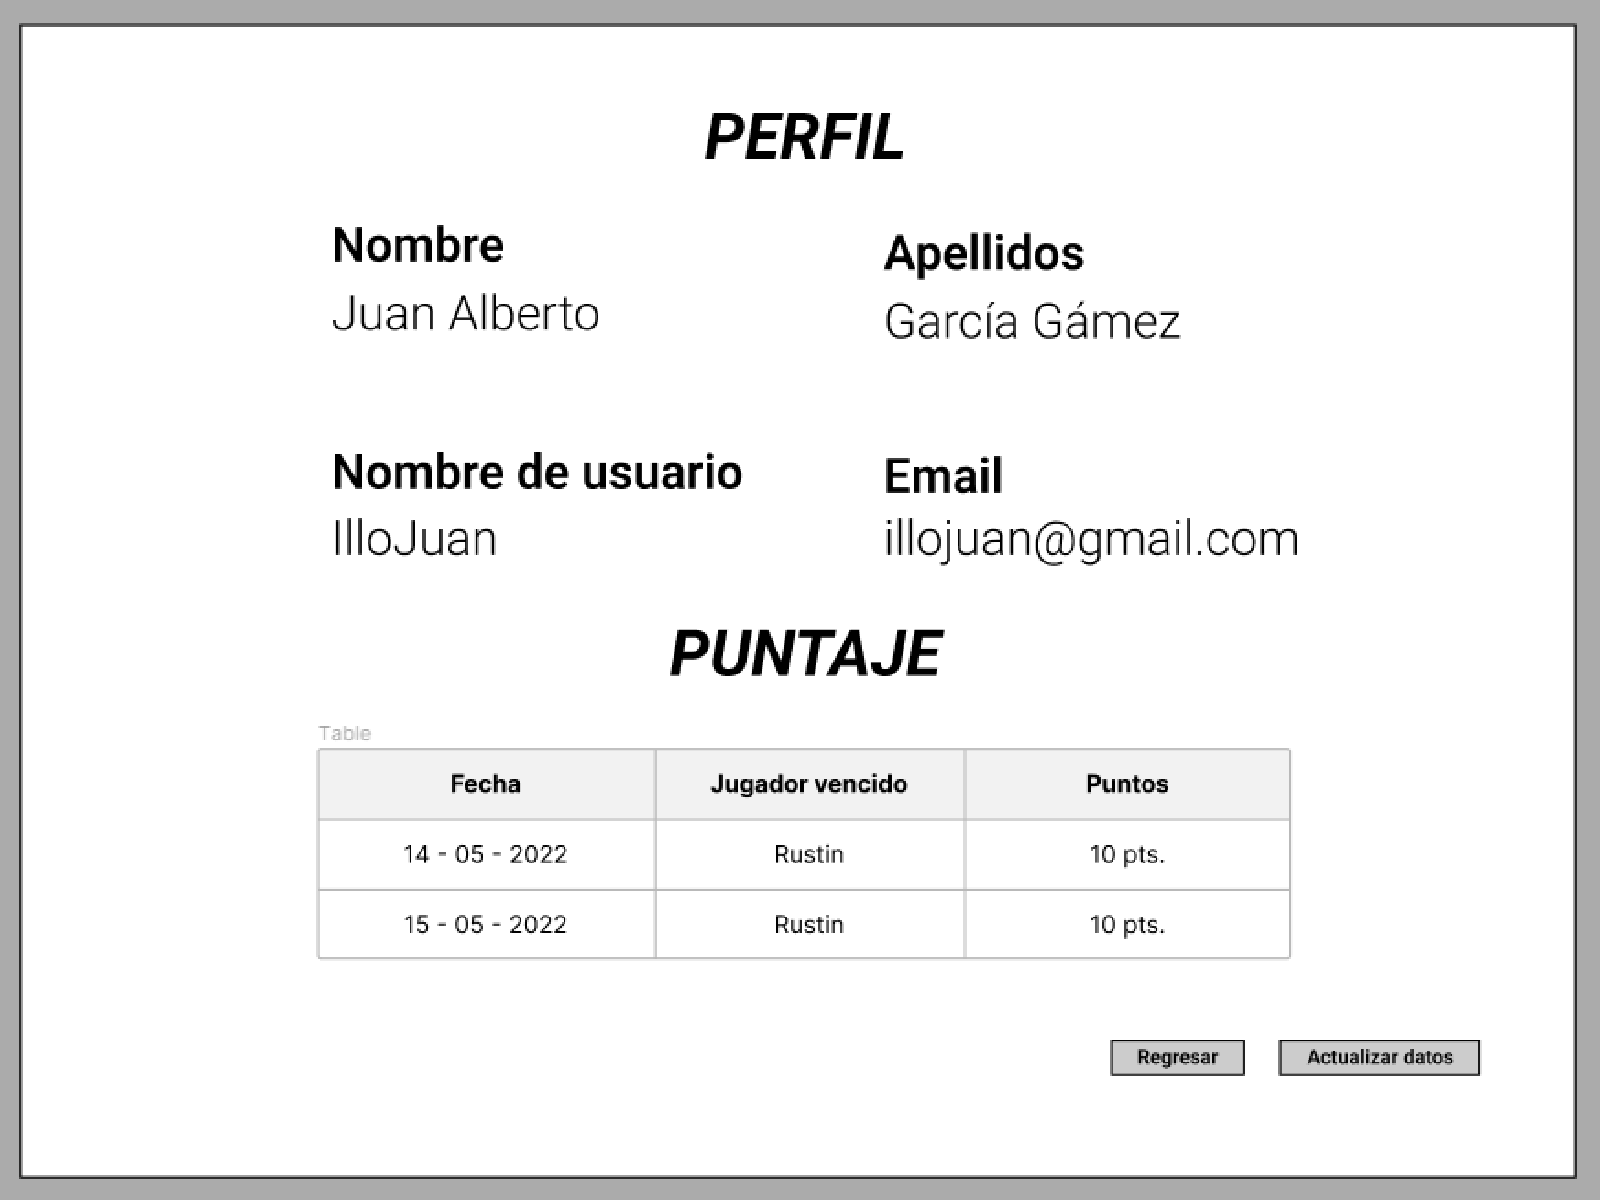 PERFIL
Nombre
Apellidos
Juan Alberto
García Gámez
Nombre de usuario
Email
IlloJuan
illojuan@gmail.com
PUNTAJE
Table
Fecha Jugador vencido Puntos
14 - 05 - 2022 Rustin 10 pts.
15 - 05 - 2022 Rustin 10 pts.
Regresar Actualizar datos